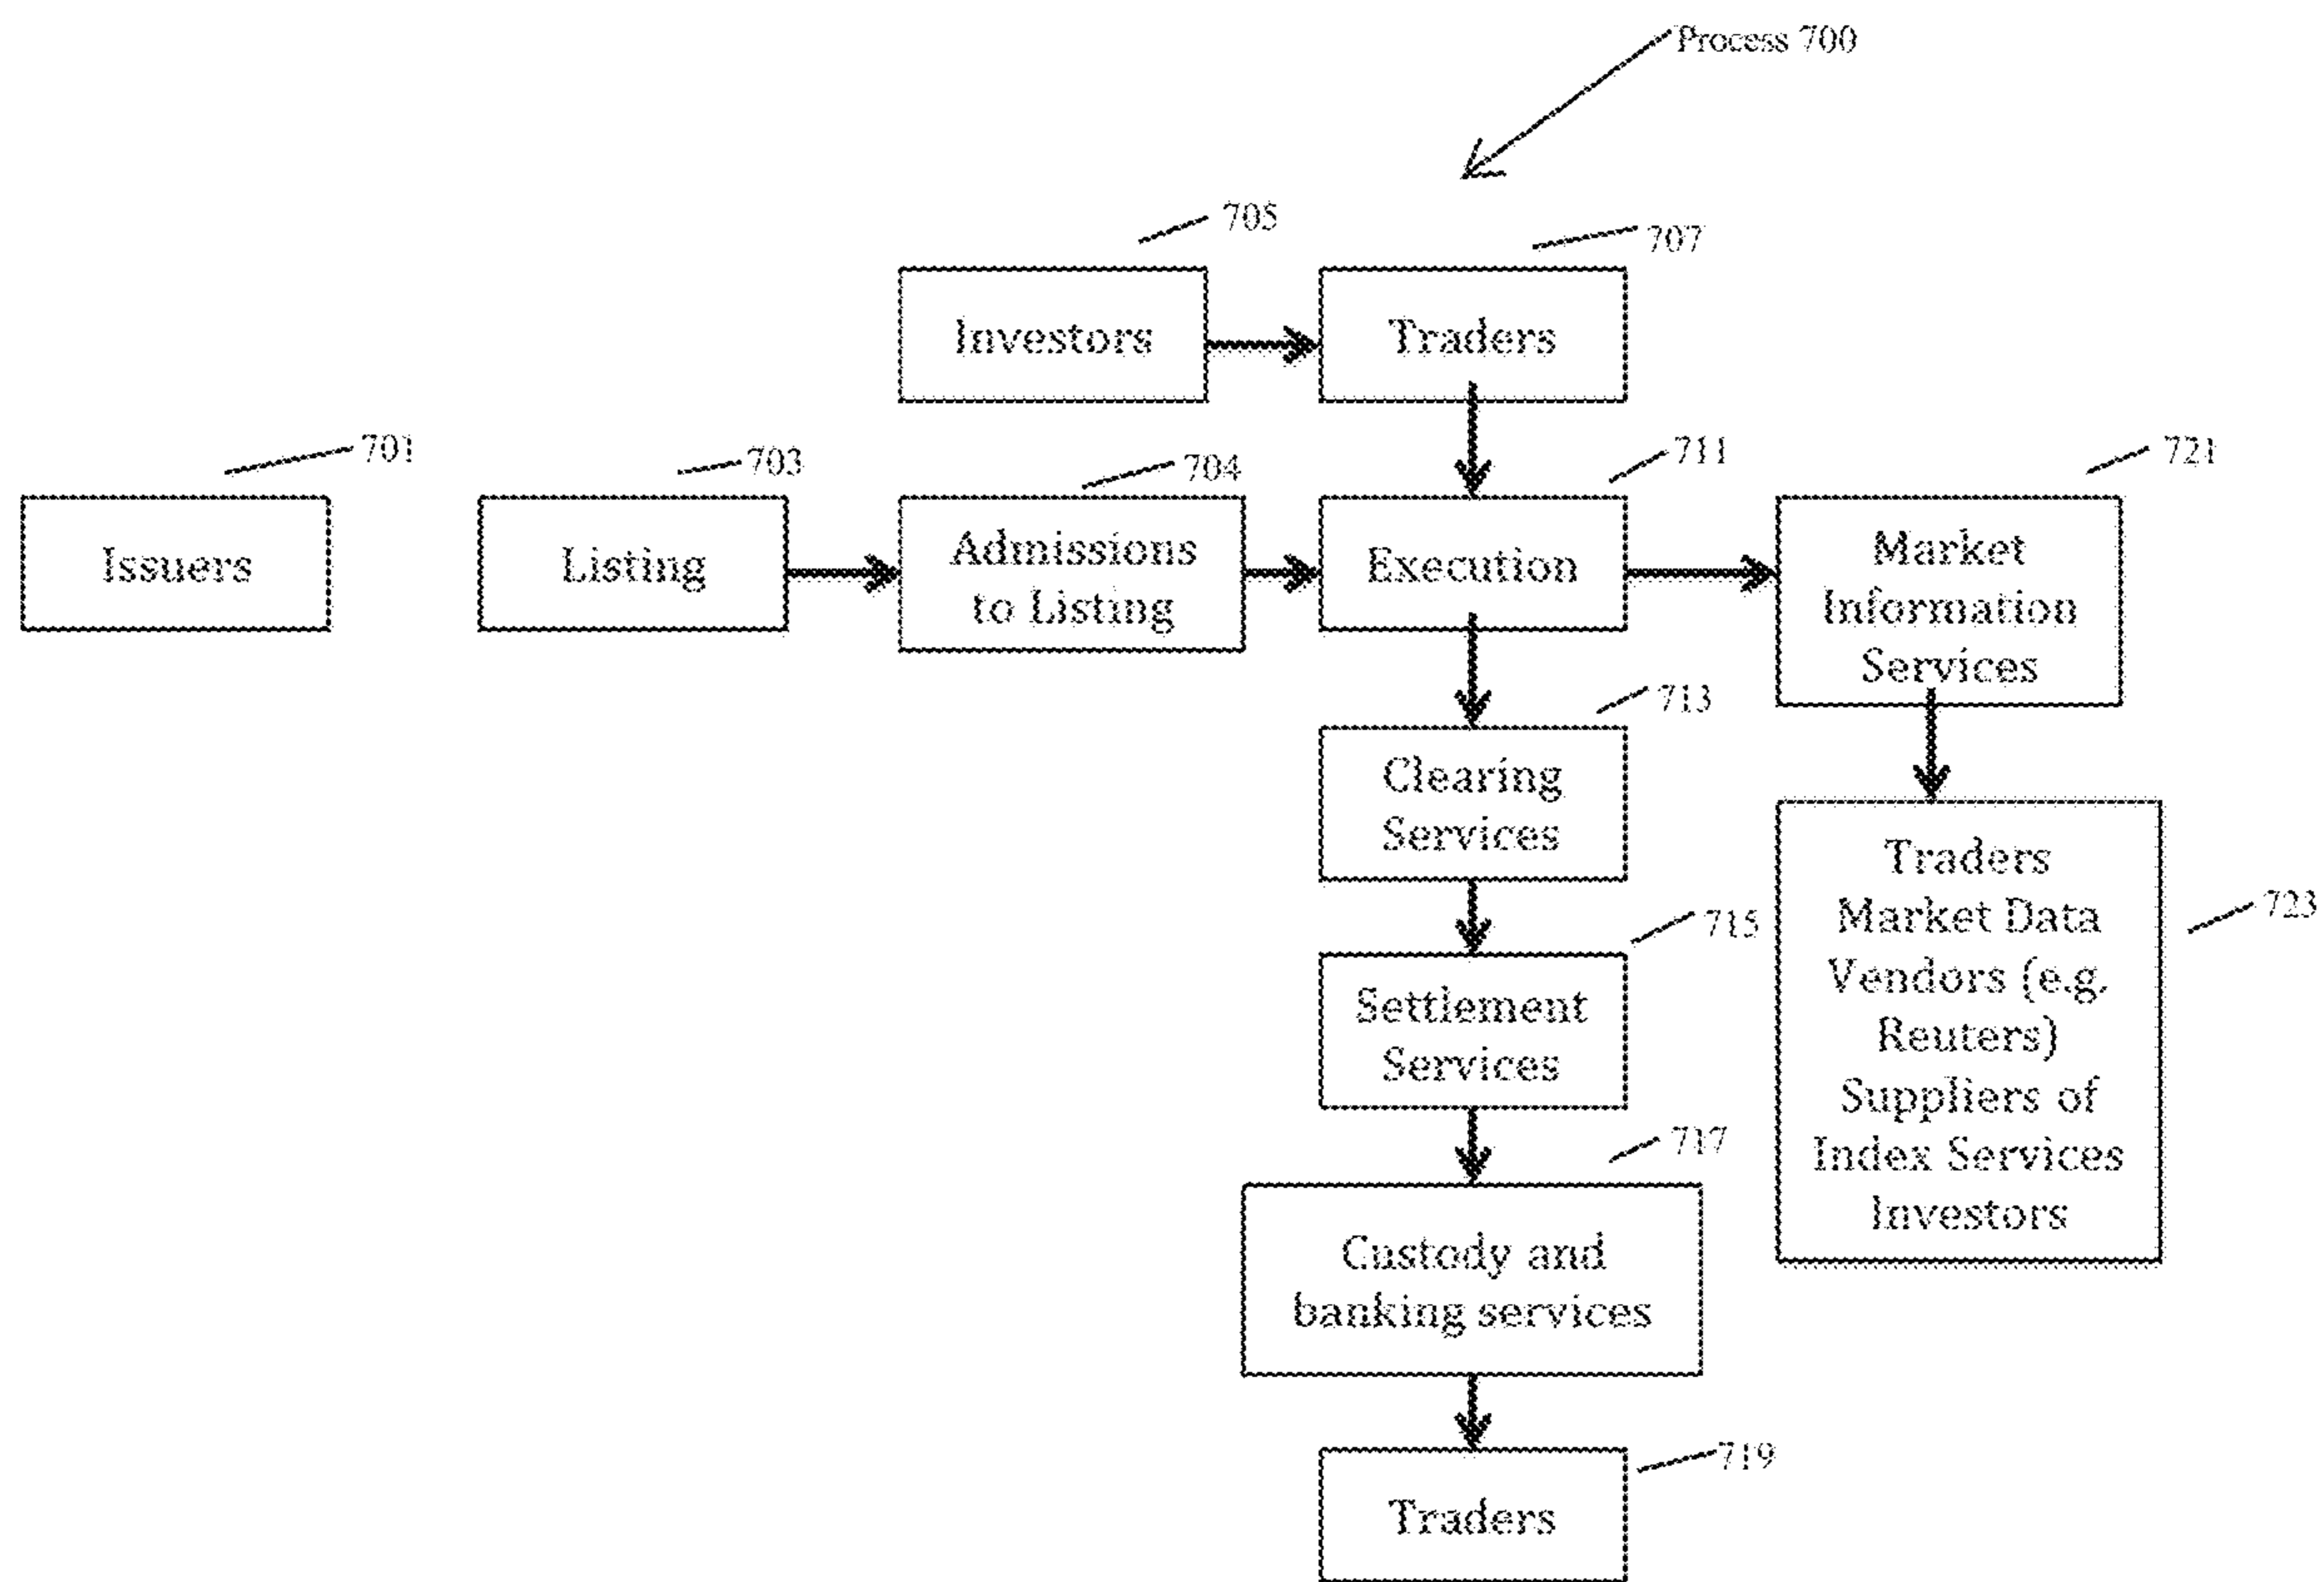 Process 700
705
707
Investors
Traders
701
703
704
711
721
Issuers
Listing
Admissions
to Listing
Execution
Market
Information
Services
713
Clearing
Services
723
Traders
Market Data
Vendors (e.g.
Reuters)
Suppliers of
Index Services
Investors
715
Settlement
Services
717
Custody and
banking services
719
Traders